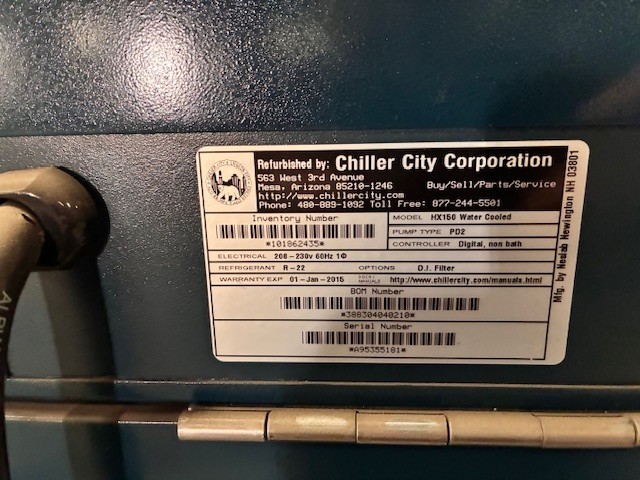 Refurbished by: Chiller City Corporation
563 West 3rd Avenue
Mesa, Arizona 85210-1246
Buy/Sell/Parts/Service
http://www.chillercity.com
Phone: 480-889-1092 Toll Free: 877-244-5501
Inventory Number
*101862435*
MODEL HX150 Water Cooled
PUMP TYPE PD2
CONTROLLER Digital, non bath
ELECTRICAL 208-230v 60Hz 1Φ
REFRIGERANT R-22 OPTIONS D.I. Filter
WARRANTY EXP 01-Jan-2015 MANUALS http://www.chillercity.com/manuals.html
BOM Number
*388304040210*
Serial Number
*A95355181*
Mfg. by Neslab Newington NH 03801